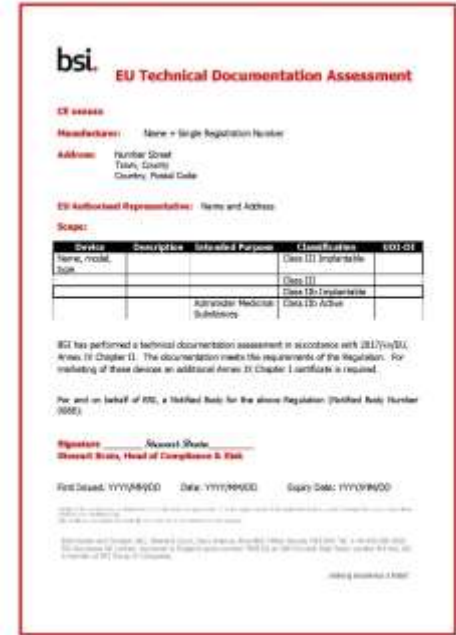 bsi.
EU Technical Documentation Assessment
Manufacturer: Name + Single Registration Number
Address: Number Street
Town, County
Country, Postal Code
EU Authorised Representative: Name and Address
Scope:
Device Description Intended Purpose Classification UDI-DI
Name, model, Class III Implantable
type
Class III
Class IIb Implantable
Administer Medicinal Class IIb Active
Substances
BSI has performed a technical documentation assessment in accordance with 2017/xx/EU,
Annex IX Chapter II. The documentation meets the requirements of the Regulation. For
marketing of these devices an additional Annex IX Chapter I certificate is required.
For and on behalf of BSI, a Notified Body for the above Regulation (Notified Body Number
Signature
Stewart Brain, Head of Compliance & Risk
First Issued: YYYY/MM/DD Date: YYYY/MM/DD Expiry Date: YYYY/MM/DD